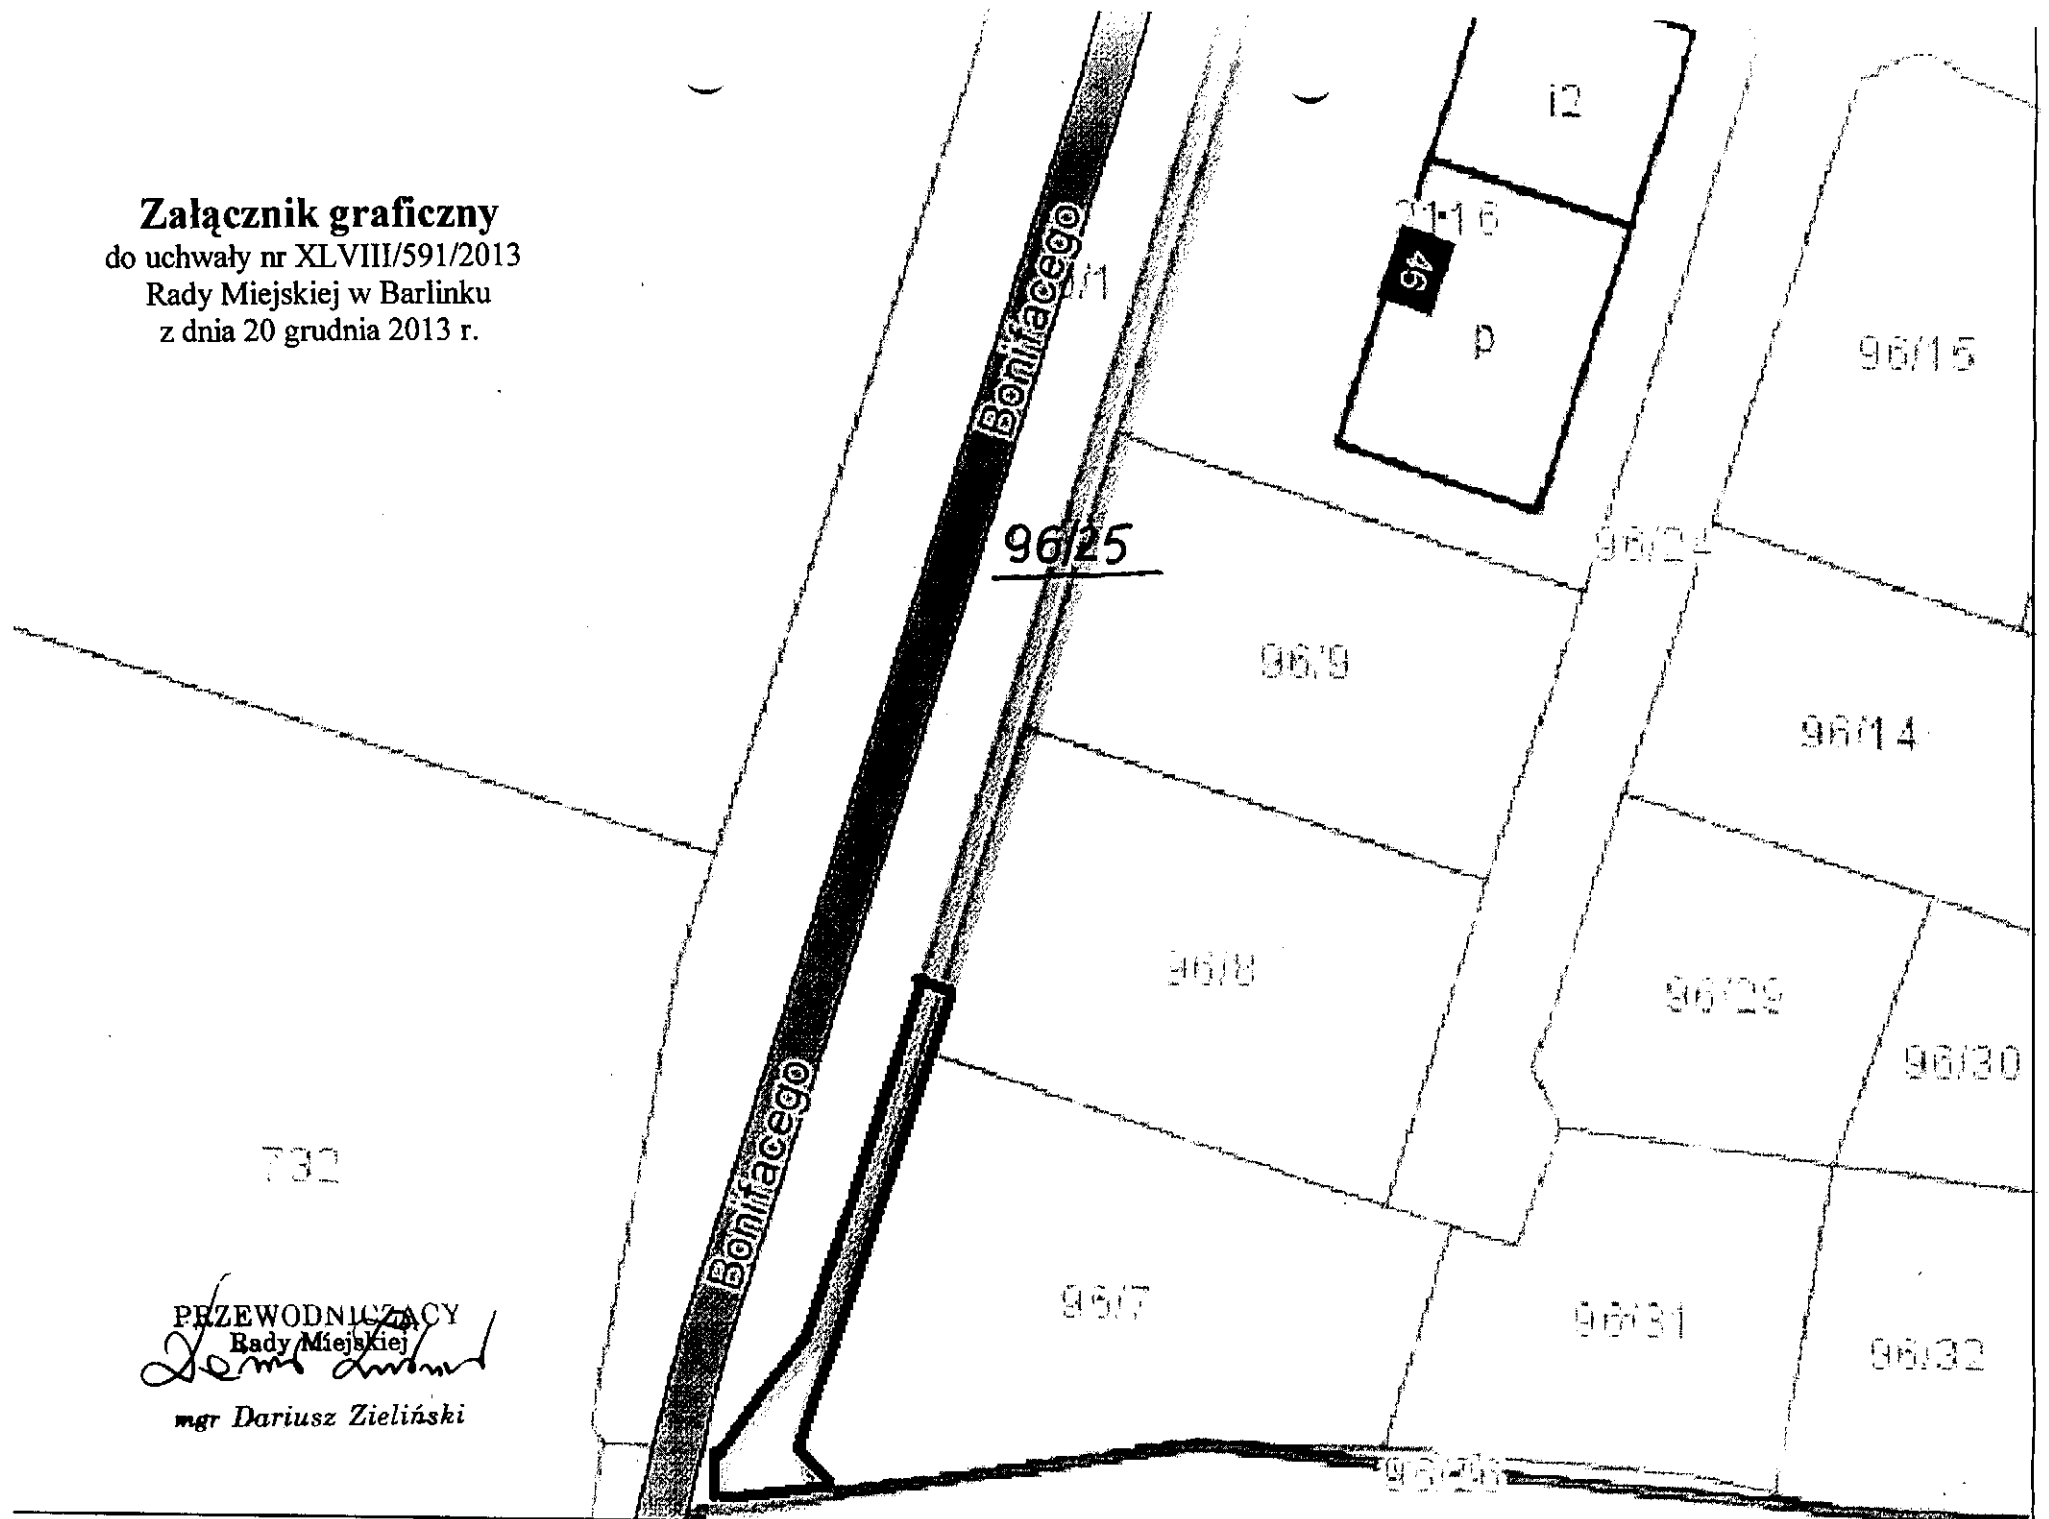 Załącznik graficzny
do uchwały nr XLVIII/591/2013
Rady Miejskiej w Barlinku
z dnia 20 grudnia 2013 r.
i2
46
p
96/15
Bonifacego
96/25
96/24
96/9
96/14
96/8
96/29
96/30
732
Bonifacego
96/7
96/31
96/32
PRZEWODNICZĄCY
Rady Miejskiej
mgr Dariusz Zieliński